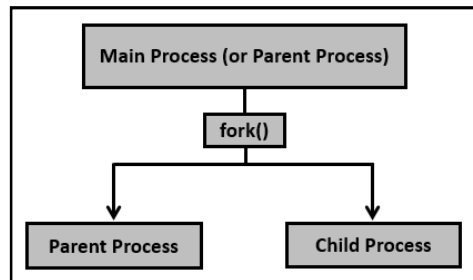 Main Process (or Parent Process)
fork()
Parent Process
Child Process